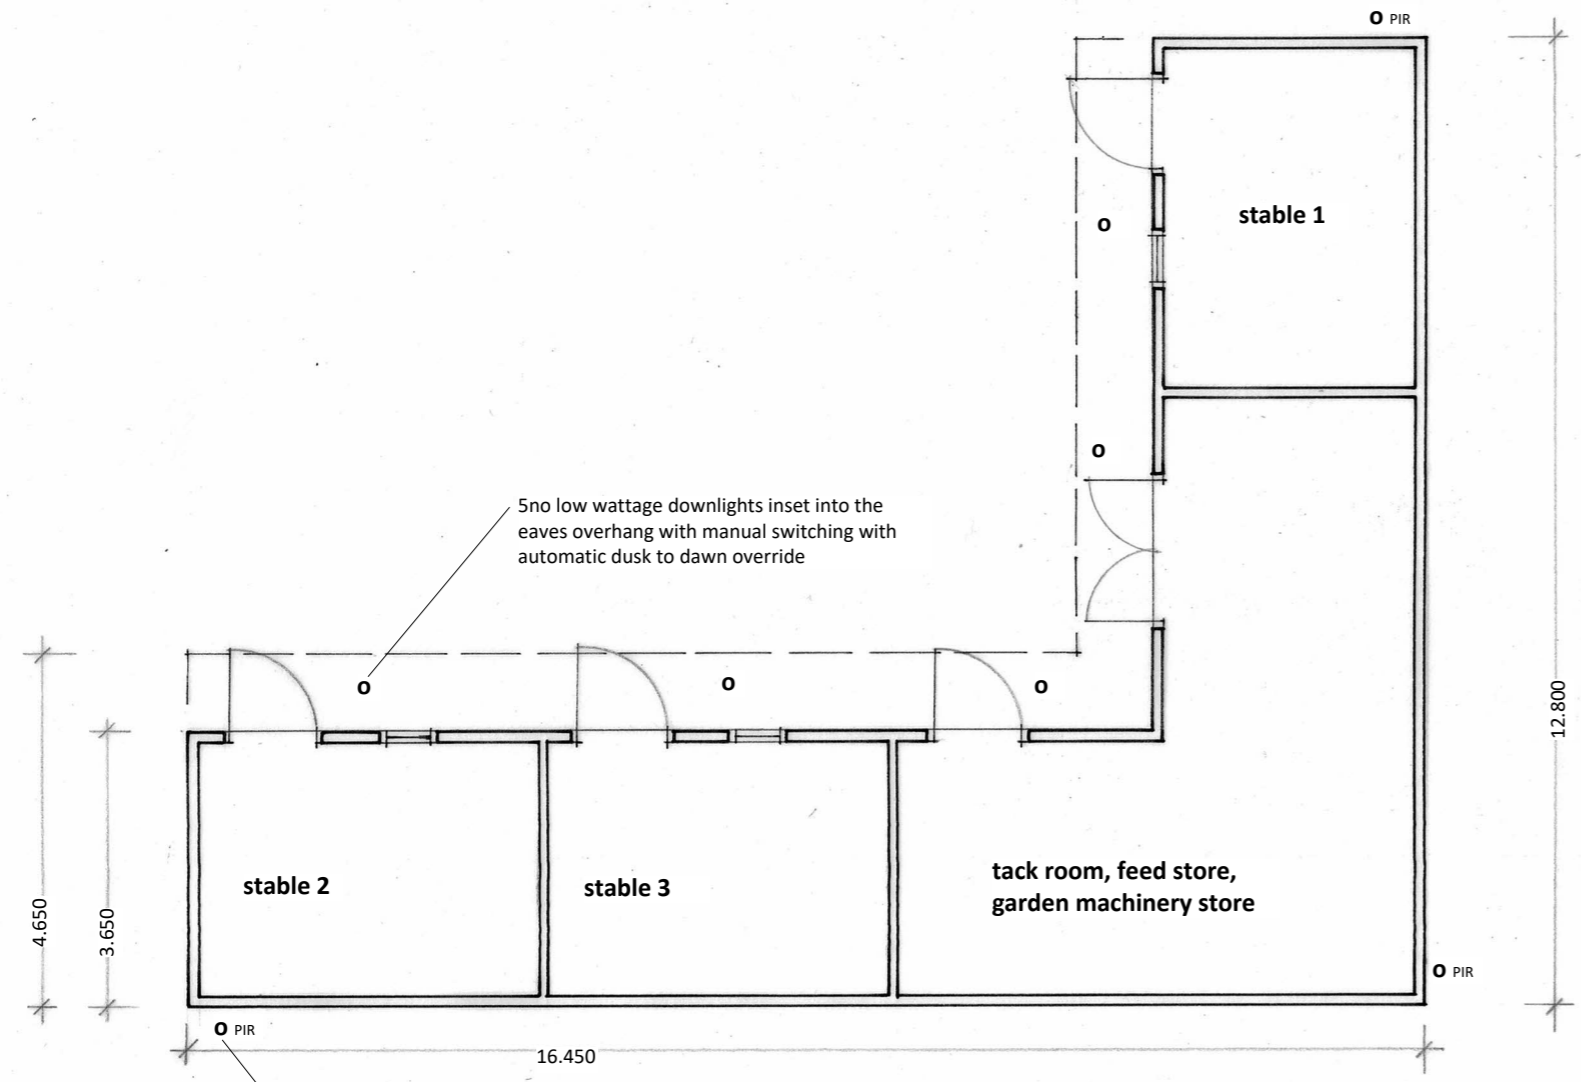 o PIR
stable 1
o
o
5no low wattage downlights inset into the
eaves overhang with manual switching with
automatic dusk to dawn override
o
o
o
12.800
stable 2
stable 3
tack room, feed store,
garden machinery store
4.650
3.650
o PIR
o PIR
16.450